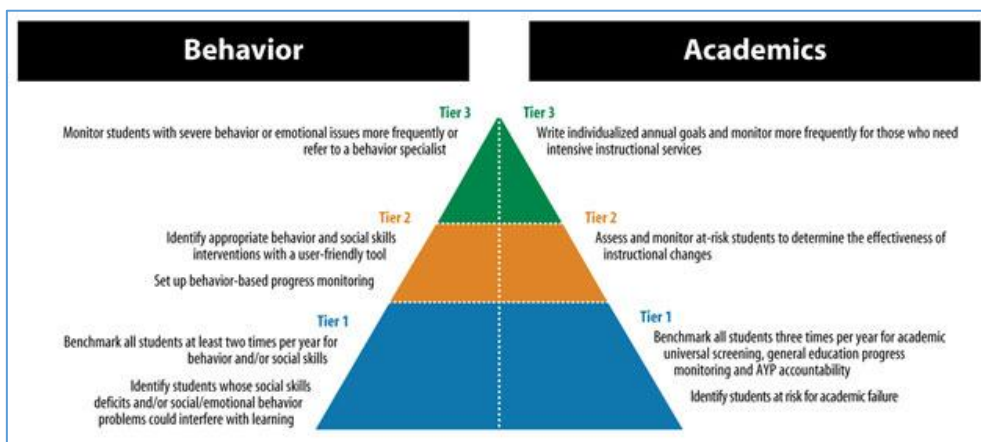 Behavior
Academics
Tier 3
Monitor students with severe behavior or emotional issues more frequently or
refer to a behavior specialist
Tier 3
Write individualized annual goals and monitor more frequently for those who need
intensive instructional services
Tier 2
Identify appropriate behavior and social skills
interventions with a user-friendly tool
Set up behavior-based progress monitoring
Tier 2
Assess and monitor at-risk students to determine the effectiveness of
instructional changes
Tier 1
Benchmark all students at least two times per year for
behavior and/or social skills
Identify students whose social skills
deficits and/or social/emotional behavior
problems could interfere with learning
Tier 1
Benchmark all students three times per year for academic
universal screening, general education progress
monitoring and AYP accountability
Identify students at risk for academic failure